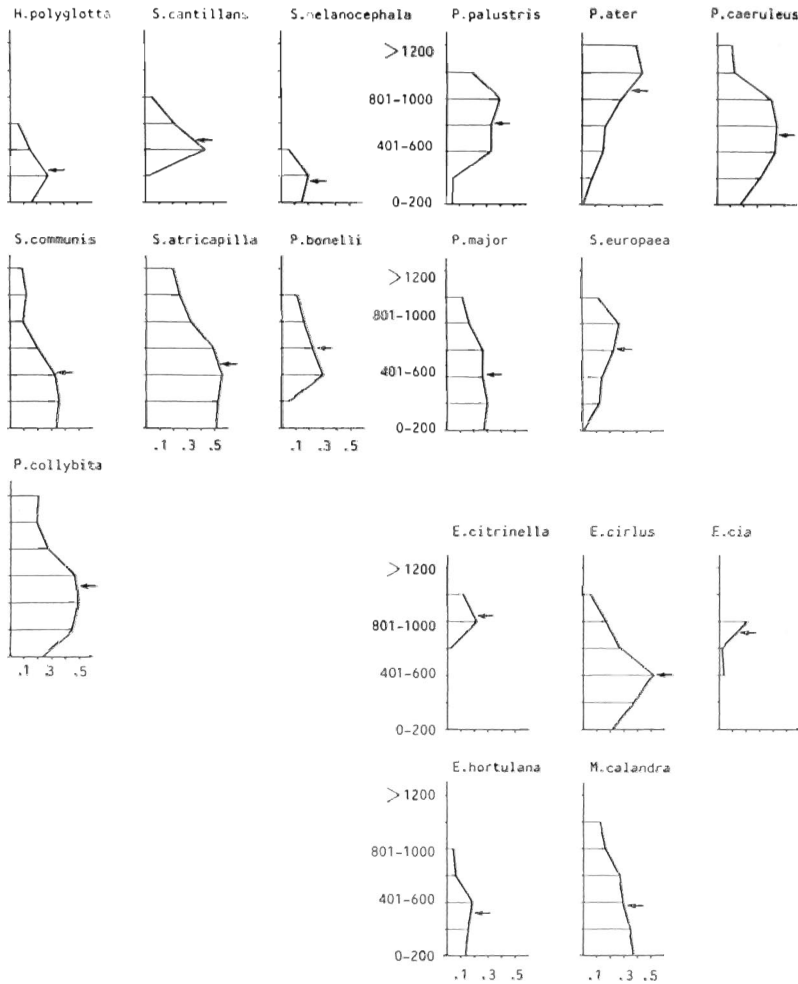 H.polyglotta S.cantillans S.melanocephala P.palustris P.ater P.caeruleus
>1200
801-1000
401-600
0-200
S.communis S.atricapilla P.bonelli P.major S.europaea
>1200
801-1000
401-600
0-200
.1 .3 .5 .1 .3 .5
P.collybita
.1 .3 .5
E.citrinella E.cirlus E.cia
>1200
801-1000
401-600
0-200
E.hortulana M.calandra
>1200
801-1000
401-600
0-200
.1 .3 .5 .1 .3 .5